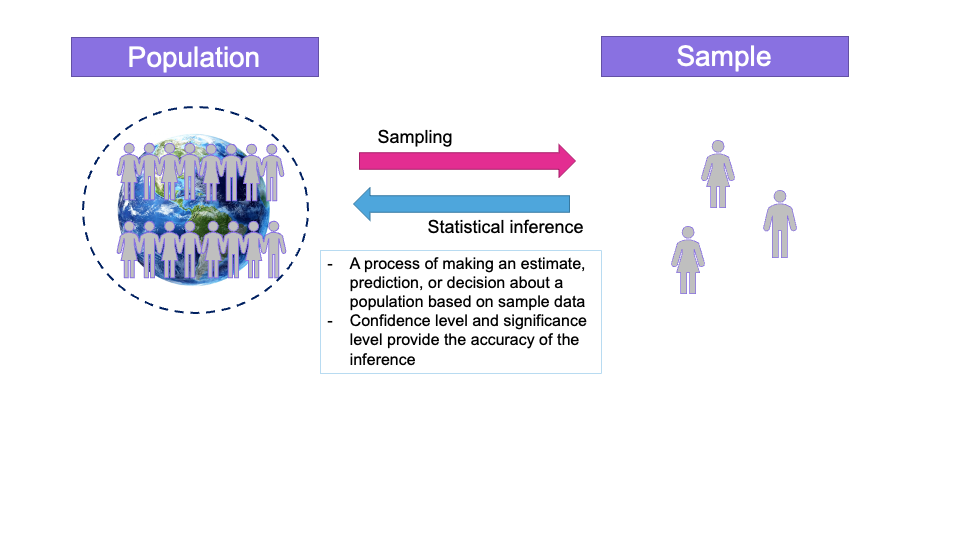 Population
Sample
Sampling
Statistical inference
- A process of making an estimate,
prediction, or decision about a
population based on sample data
- Confidence level and significance
level provide the accuracy of the
inference